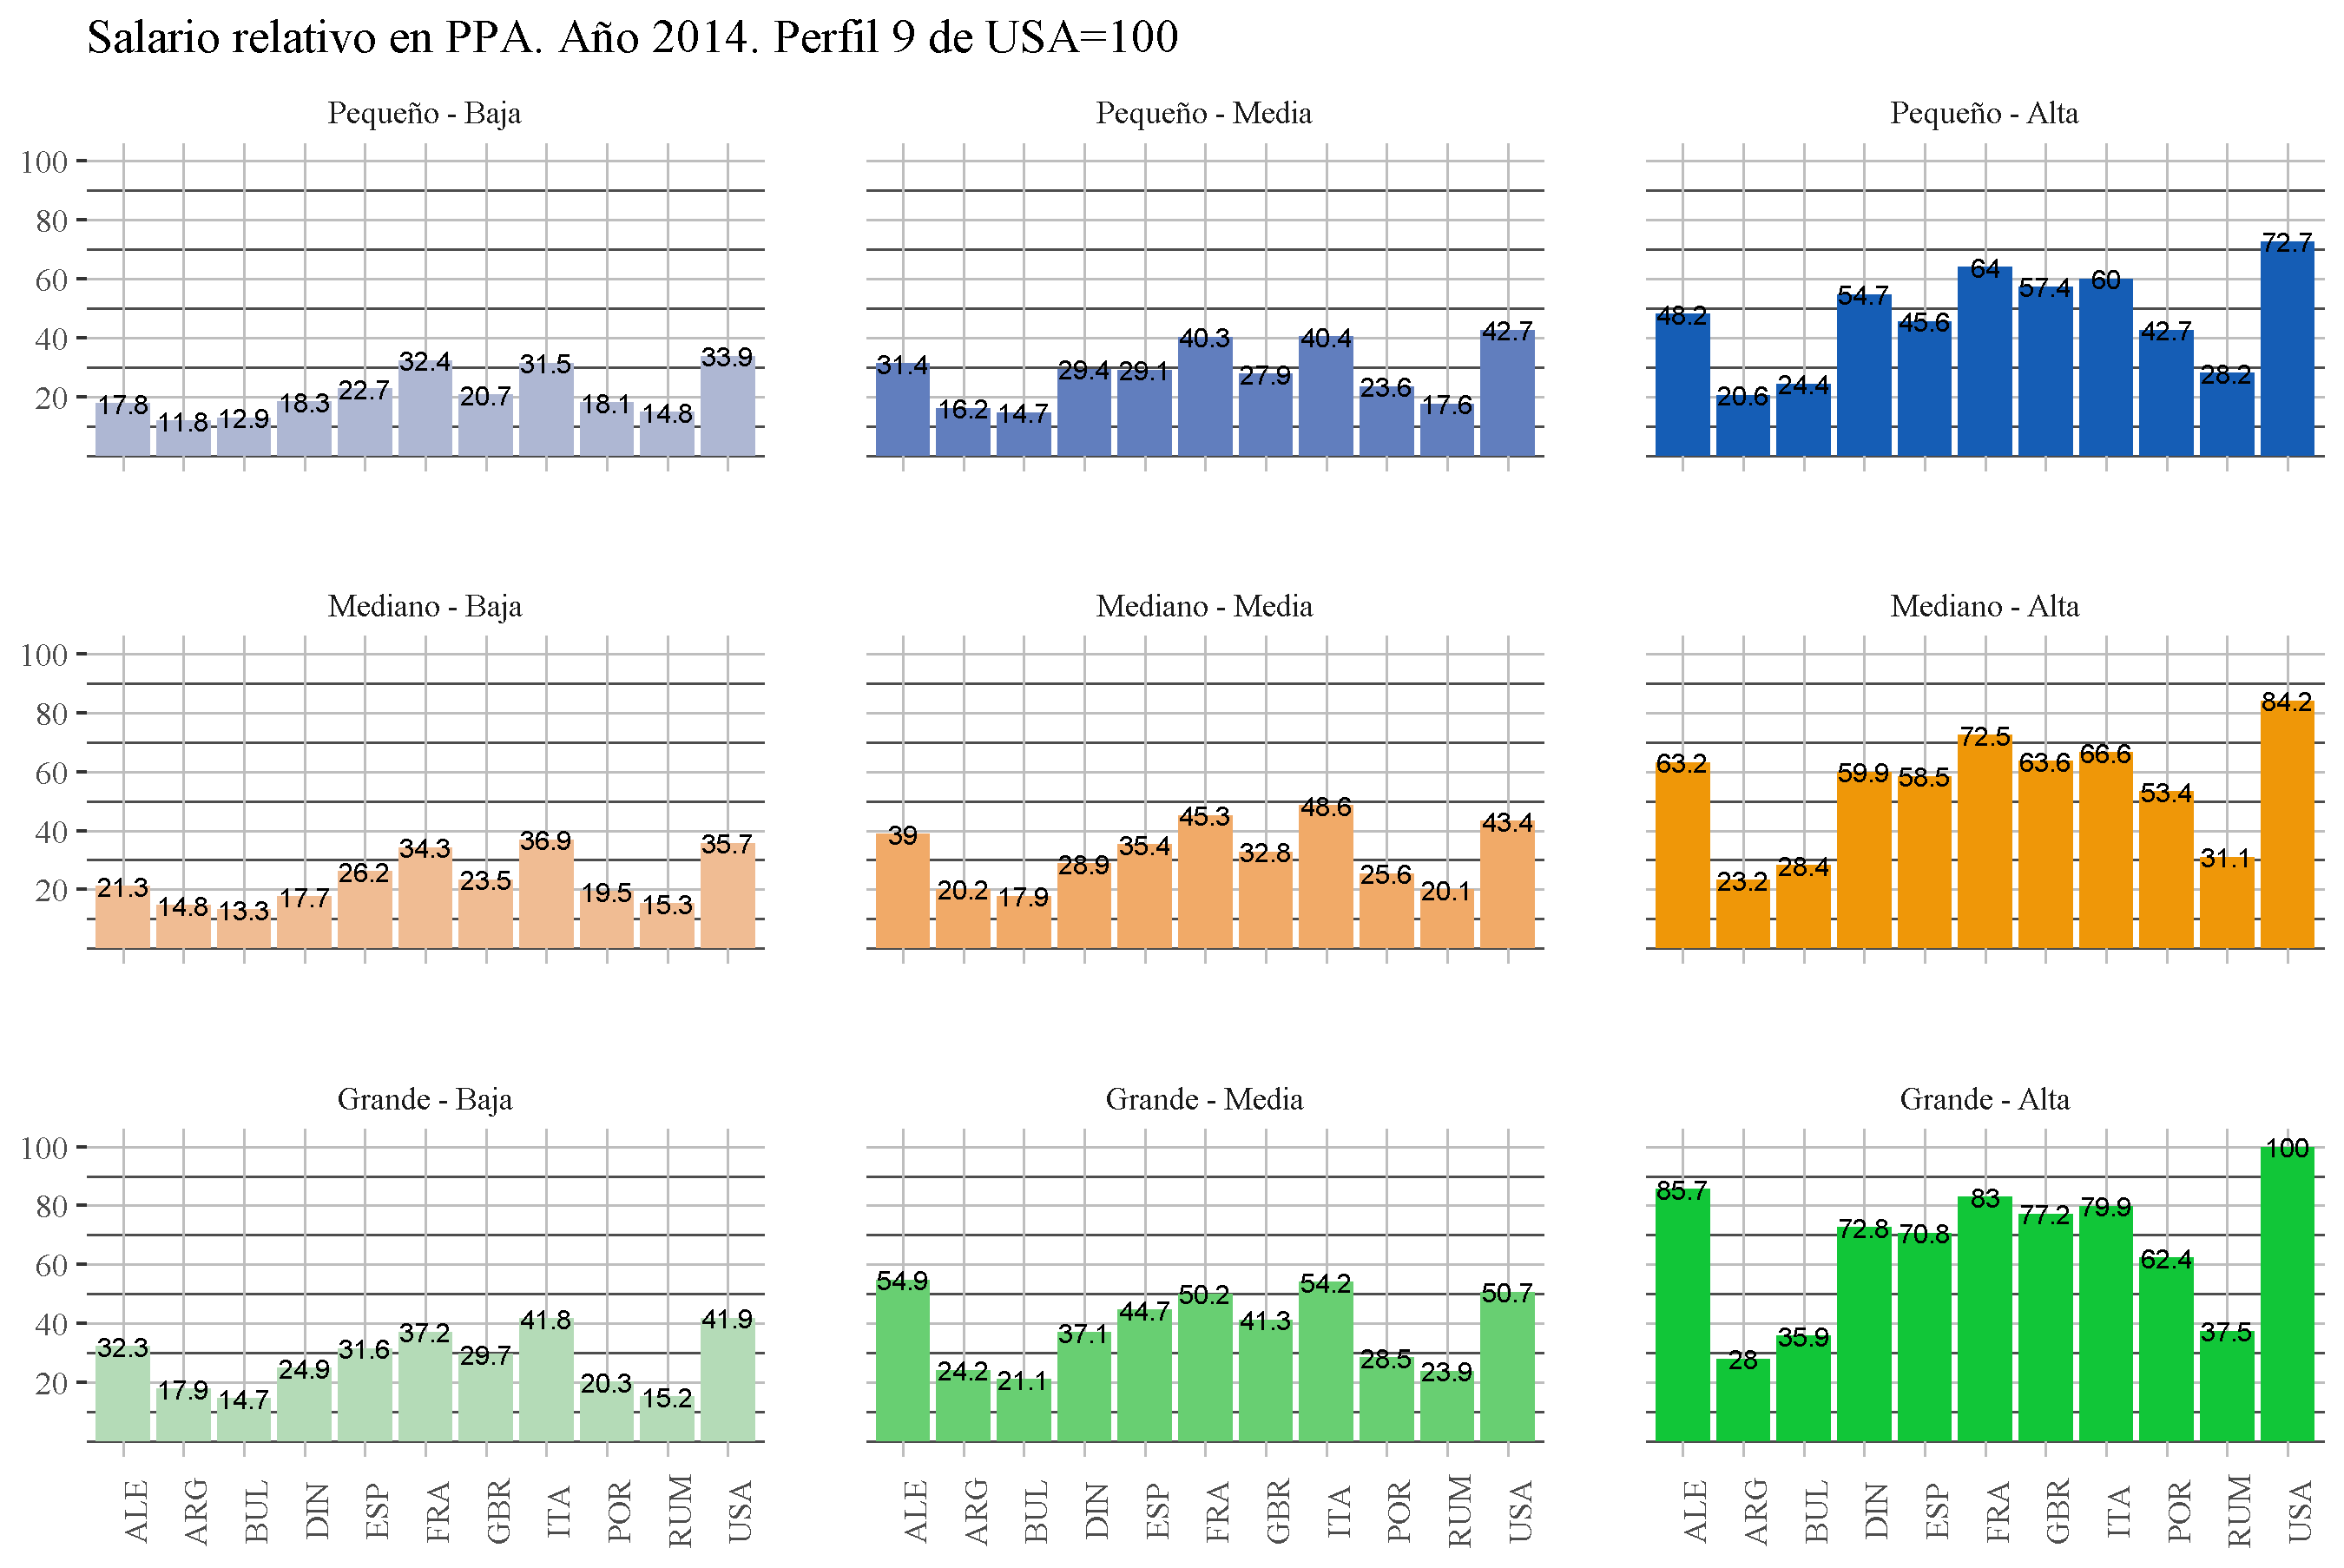 Salario relativo en PPA. Año 2014. Perfil 9 de USA=100
Pequeño - Baja
Pequeño - Media
Pequeño - Alta
100
80
60
40
20
17.8 11.8 12.9 18.3 22.7 32.4 20.7 31.5 18.1 14.8 33.9
31.4 16.2 14.7 29.4 29.1 40.3 27.9 40.4 23.6 17.6 42.7
48.2 20.6 24.4 54.7 45.6 64 57.4 60 42.7 28.2 72.7
Mediano - Baja
Mediano - Media
Mediano - Alta
100
80
60
40
20
21.3 14.8 13.3 17.7 26.2 34.3 23.5 36.9 19.5 15.3 35.7
39 20.2 17.9 28.9 35.4 45.3 32.8 48.6 25.6 20.1 43.4
63.2 23.2 28.4 59.9 58.5 72.5 63.6 66.6 53.4 31.1 84.2
Grande - Baja
Grande - Media
Grande - Alta
100
80
60
40
20
32.3 17.9 14.7 24.9 31.6 37.2 29.7 41.8 20.3 15.2 41.9
54.9 24.2 21.1 37.1 44.7 50.2 41.3 54.2 28.5 23.9 50.7
85.7 28 35.9 72.8 70.8 83 77.2 79.9 62.4 37.5 100
ALE ARG BUL DIN ESP FRA GBR ITA POR RUM USA
ALE ARG BUL DIN ESP FRA GBR ITA POR RUM USA
ALE ARG BUL DIN ESP FRA GBR ITA POR RUM USA